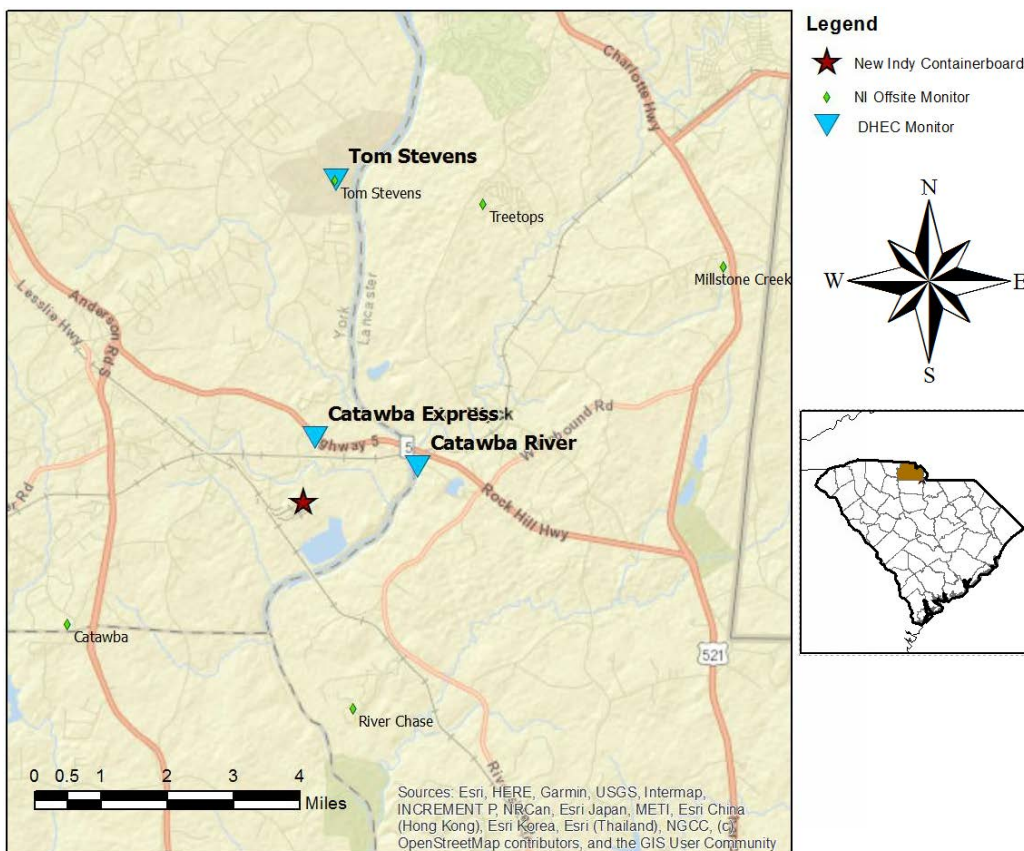 Legend
New Indy Containerboard
NI Offsite Monitor
DHEC Monitor
N
W
E
S
Charlotte Hwy
Tom Stevens
Tom Stevens
Treetops
Millstone Creek
York
Lancaster
Lesslie Hwy
Anderson Rd S
Catawba Express
Highway 5
5
Catawba River
Rock Hill Hwy
Catawba
521
River Chase
0 0.5 1 2 3 4
Miles
Sources: Esri, HERE, Garmin, USGS, Intermap,
INCREMENT P, NRCan, Esri Japan, METI, Esri China
(Hong Kong), Esri Korea, Esri (Thailand), NGCC, (c)
OpenStreetMap contributors, and the GIS User Community